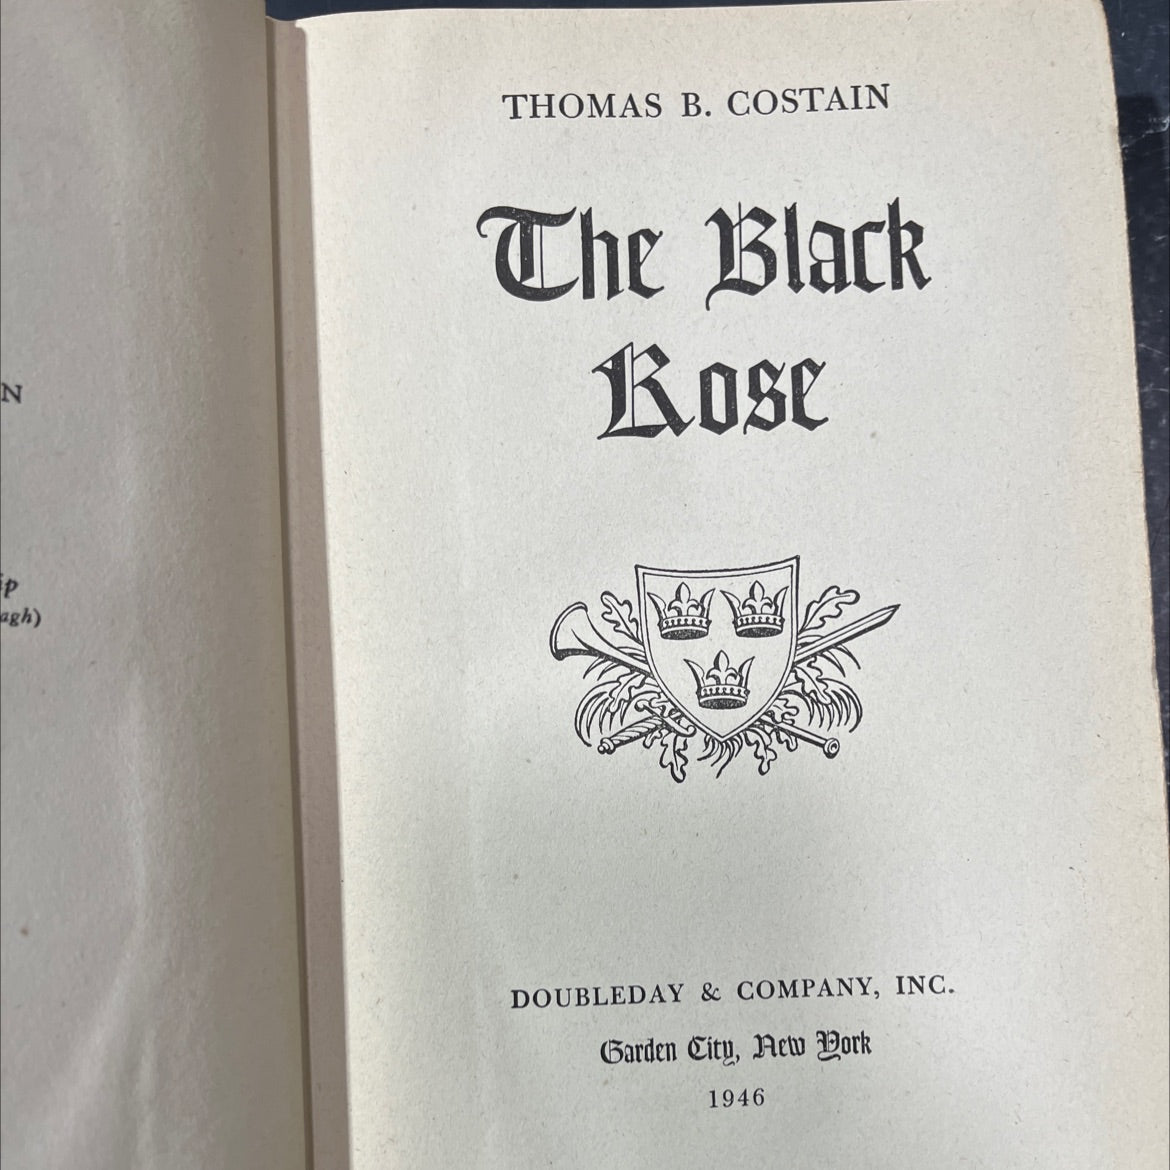 THOMAS B. COSTAIN
The Black
Rose
DOUBLEDAY & COMPANY, INC.
Garden City, New York
1946